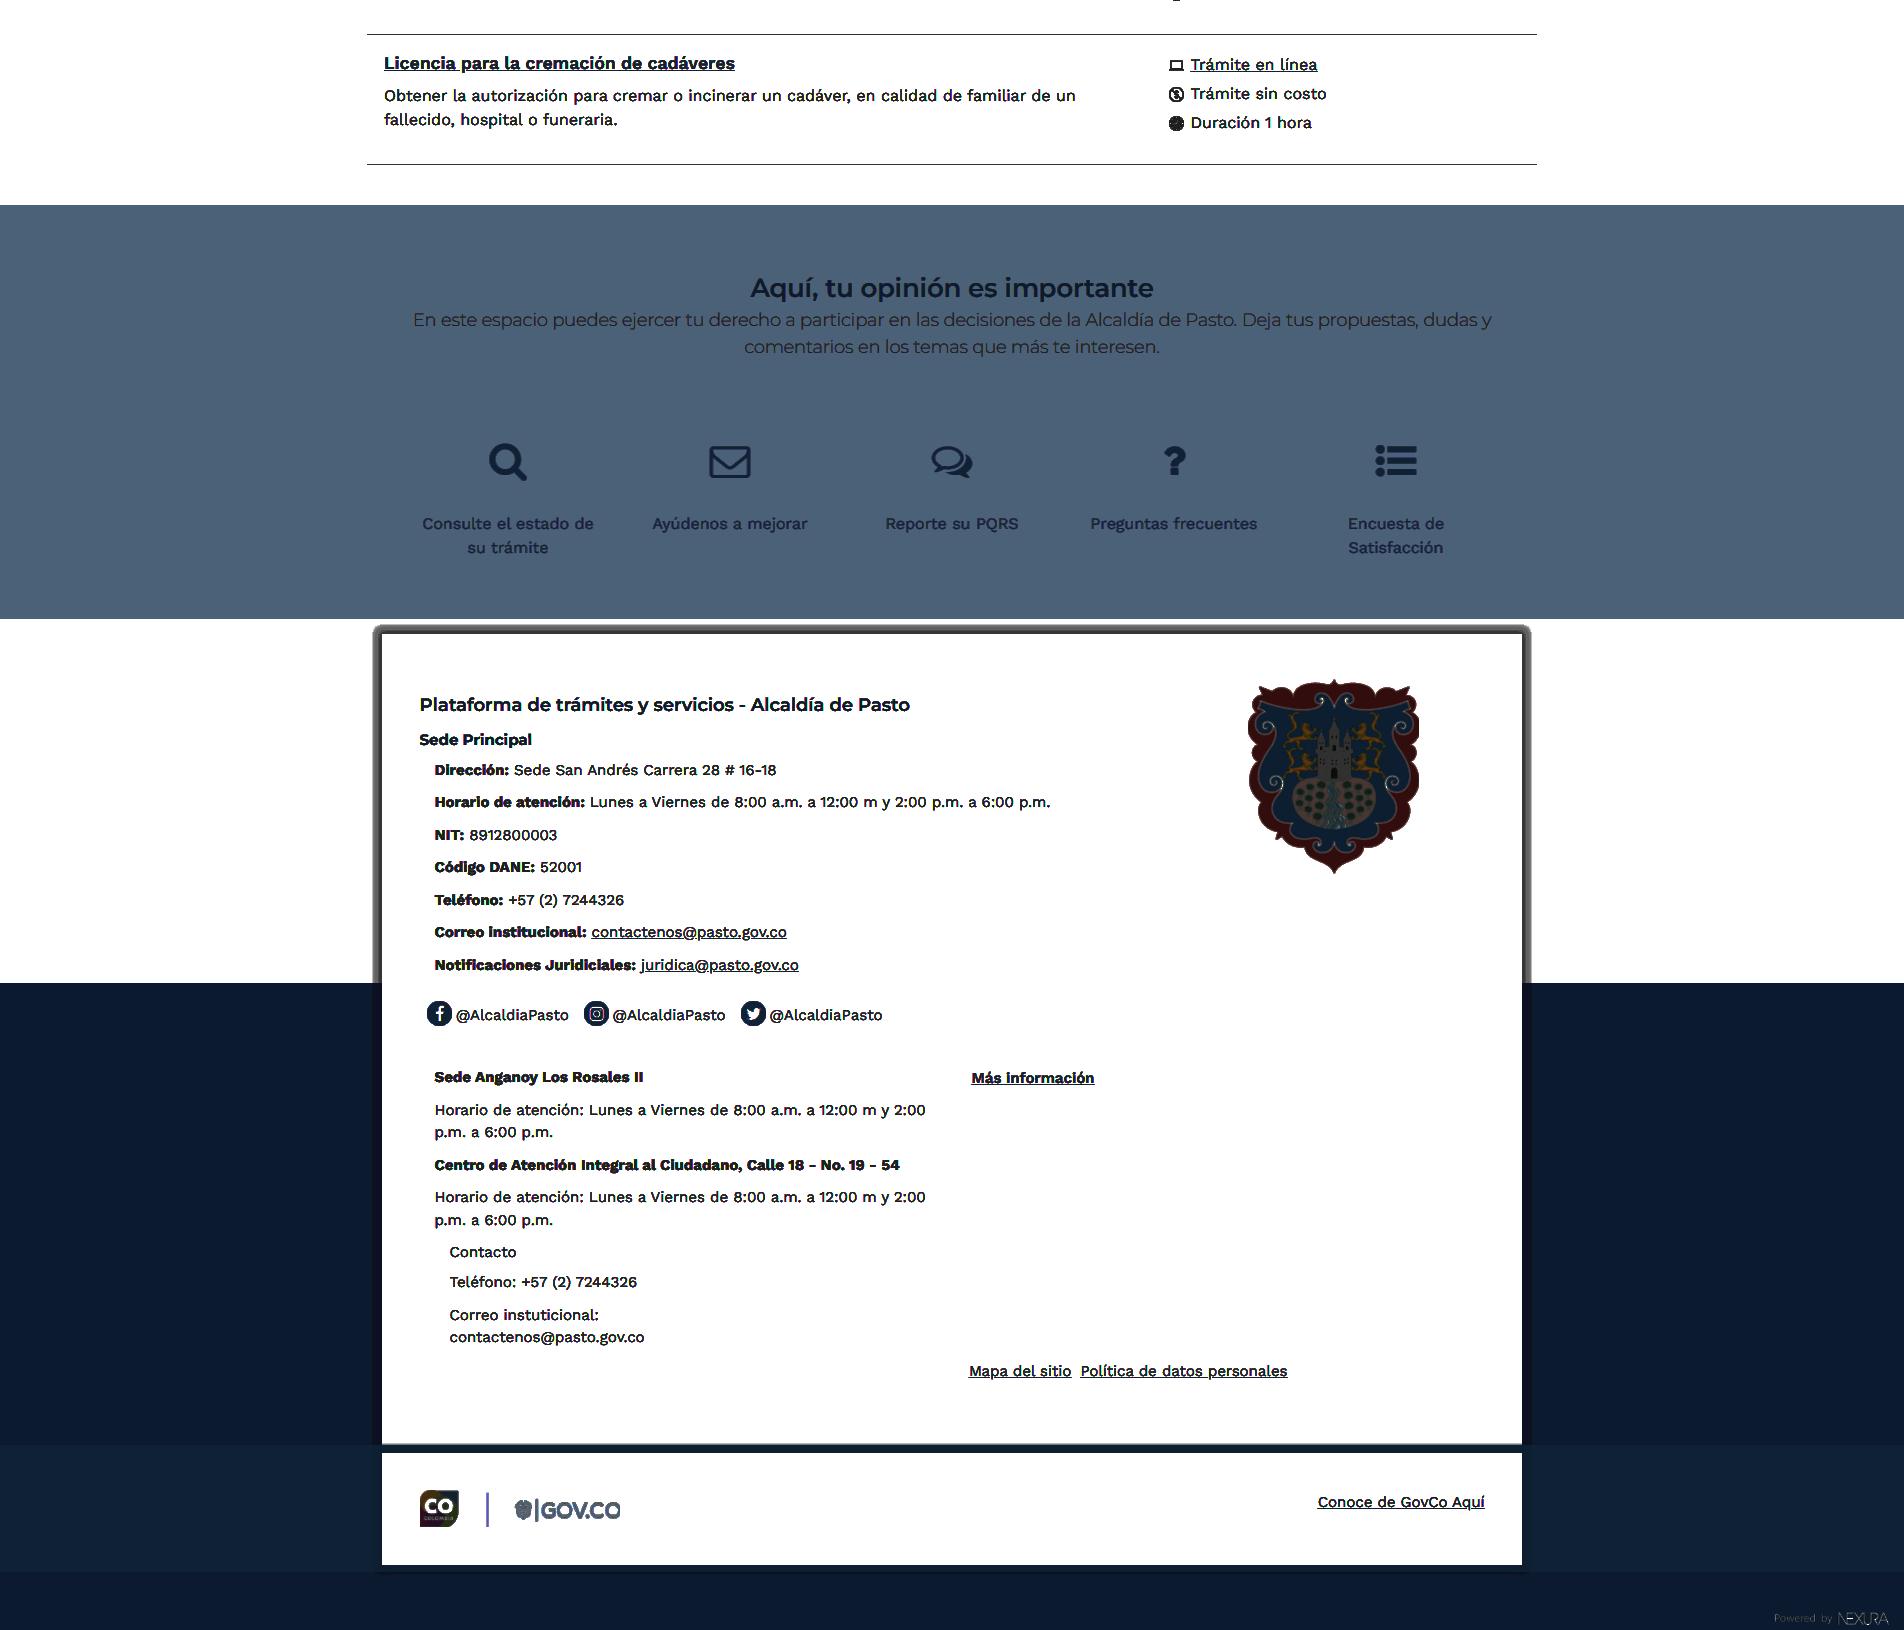 Licencia para la cremación de cadáveres
Obtener la autorización para cremar o incinerar un cadáver, en calidad de familiar de un
fallecido, hospital o funeraria.
Trámite en línea
Trámite sin costo
Duración 1 hora
Aquí, tu opinión es importante
En este espacio puedes ejercer tu derecho a participar en las decisiones de la Alcaldía de Pasto. Deja tus propuestas, dudas y
comentarios en los temas que más te interesen.
Consulte el estado de
su trámite
Ayúdenos a mejorar
Reporte su PQRS
Preguntas frecuentes
Encuesta de
Satisfacción
Plataforma de trámites y servicios - Alcaldía de Pasto
Sede Principal
Dirección: Sede San Andrés Carrera 28 # 16-18
Horario de atención: Lunes a Viernes de 8:00 a.m. a 12:00 m y 2:00 p.m. a 6:00 p.m.
NIT: 8912800003
Código DANE: 52001
Teléfono: +57 (2) 7244326
Correo institucional: contactenos@pasto.gov.co
Notificaciones Juridiciales: juridica@pasto.gov.co
@AlcaldiaPasto @AlcaldiaPasto @AlcaldiaPasto
Sede Anganoy Los Rosales II
Horario de atención: Lunes a Viernes de 8:00 a.m. a 12:00 m y 2:00
p.m. a 6:00 p.m.
Centro de Atención Integral al Ciudadano, Calle 18 - No. 19 - 54
Horario de atención: Lunes a Viernes de 8:00 a.m. a 12:00 m y 2:00
p.m. a 6:00 p.m.
Contacto
Teléfono: +57 (2) 7244326
Correo instuticional:
contactenos@pasto.gov.co
Más información
Mapa del sitio Política de datos personales
CO
COLOMBIA
GOV.CO
Conoce de GovCo Aquí
Powered by NEXURA